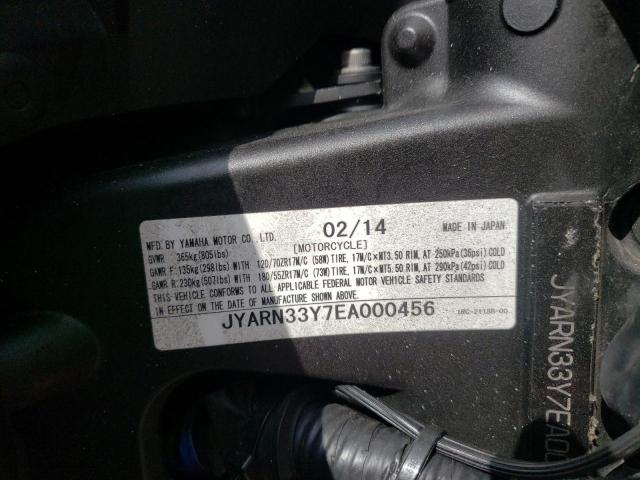 MFD. BY YAMAHA MOTOR CO.,LTD. 02/14 MADE IN JAPAN.
GVWR 365kg(805lbs) [MOTORCYCLE]
GAWR F: 135kg(298lbs) WITH 120/70ZR17M/C (58W) TIRE, 17M/C×MT3.50 RIM, AT 250kPa(36psi) COLD
GAWR R: 230kg(507lbs) WITH 180/55ZR17M/C (73W) TIRE, 17M/C×MT5.50 RIM, AT 290kPa(42psi) COLD
THIS VEHICLE CONFORMS TO ALL APPLICABLE FEDERAL MOTOR VEHICLE SAFETY STANDARDS
IN EFFECT ON THE DATE OF MANUFACTURE SHOWN ABOVE.
JYARN33Y7EA000456
JYARN33Y7EA00